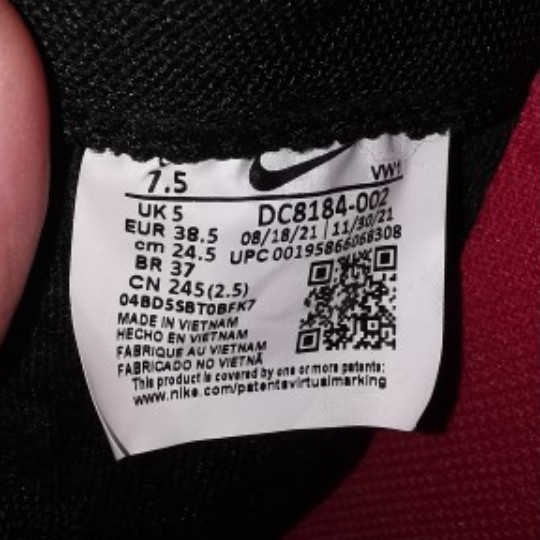 7.5
VW1
UK 5
DC8184-002
EUR 38.5
08/18/21 | 11/30/21
cm 24.5
UPC 00195866068308
BR 37
CN 245(2.5)
04BD5SBT0BFK7
MADE IN VIETNAM
HECHO EN VIETNAM
FABRIQUE AU VIETNAM
FABRICADO NO VIETNÃ
This product is covered by one or more patents:
www.nike.com/patentsvirtualmarking